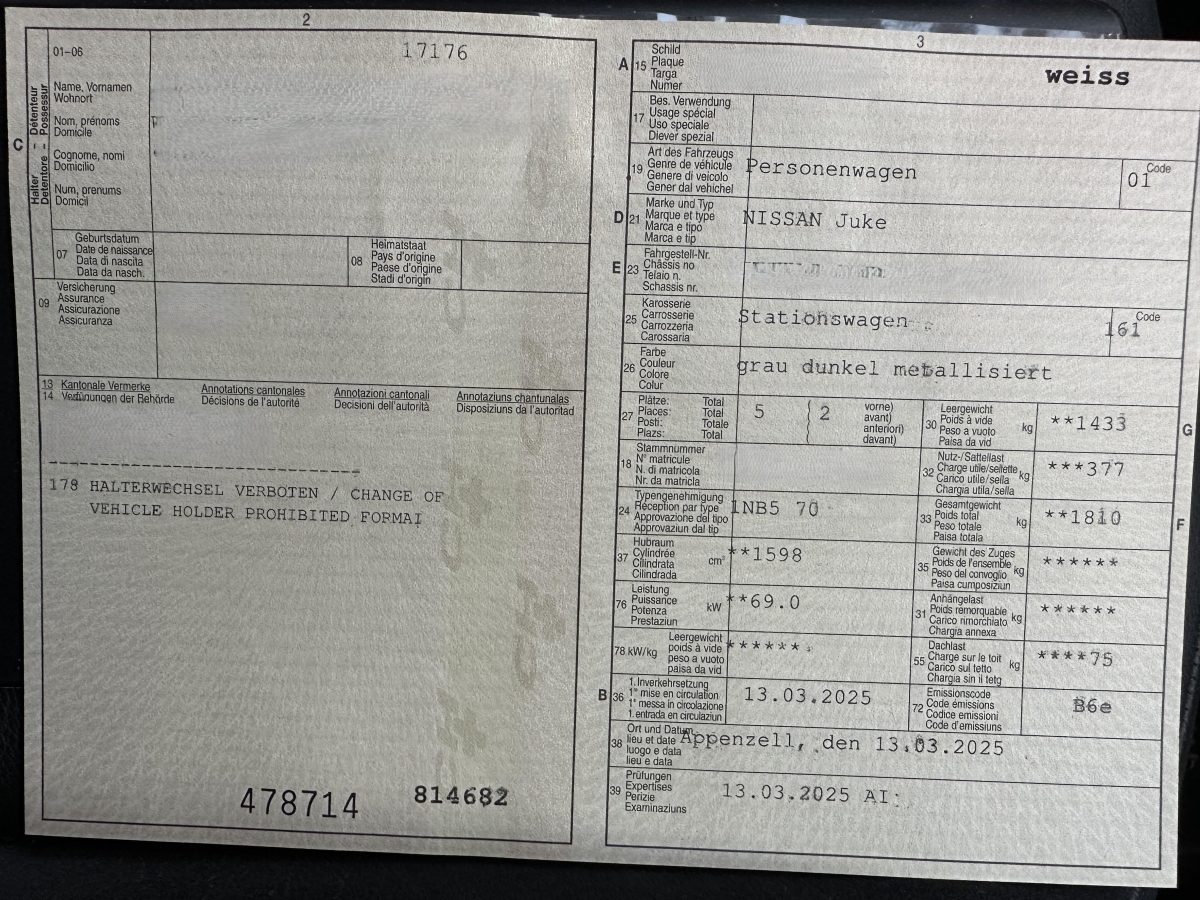 2
01-06
17176
C
Halter – Détenteur
Detentore – Possessur
Name, Vornamen
Wohnort
Nom, prénoms
Domicile
Cognome, nomi
Domicilio
Num, prenums
Domicil
07
Geburtsdatum
Date de naissance
Data di nascita
Data da nasch.
08
Heimatstaat
Pays d'origine
Paese d'origine
Stadi d'origin
09
Versicherung
Assurance
Assicurazione
Assicuranza
13 Kantonale Vermerke
14 Verfünungen der Behörde
Annotations cantonales
Décisions de l'autorité
Annotazioni cantonali
Decisioni dell'autorità
Annotaziuns chantunalas
Disposiziuns da l'autoritad
178 HALTERWECHSEL VERBOTEN / CHANGE OF
VEHICLE HOLDER PROHIBITED FORMAI
478714
814682
3
A 15
Schild
Plaque
Targa
Numer
weiss
17
Bes. Verwendung
Usage spécial
Uso speciale
Diever spezial
19
Art des Fahrzeugs
Genre de véhicule
Genere di veicolo
Gener dal vehichel
Personenwagen
Code
01
D 21
Marke und Typ
Marque et type
Marca e tipo
Marca e tip
NISSAN Juke
E 23
Fahrgestell-Nr.
Châssis no
Telaio n.
Schassis nr.
25
Karosserie
Carrosserie
Carrozzeria
Carossaria
Stationswagen
Code
161
26
Farbe
Couleur
Colore
Colur
grau dunkel metallisiert
27
Plätze: Total
Places: Total
Posti: Totale
Plazs: Total
5
2
vorne)
avant)
anteriori)
davant)
30
Leergewicht
Poids à vide
Peso a vuoto
Paisa da vid
kg
**1433
G
18
Stammnummer
N° matricule
N. di matricola
Nr. da matricla
32
Nutz-/Sattellast
Charge utile/sellette
Carico utile/sella
Chargia utila/sella
kg
***377
24
Typengenehmigung
Réception par type
Approvazione del tipo
Approvaziun dal tip
1NB5 70
33
Gesamtgewicht
Poids total
Peso totale
Paisa totala
kg
**1810
F
37
Hubraum
Cylindrée
Cilindrata
Cilindrada
cm³
**1598
35
Gewicht des Zuges
Poids de l'ensemble
Peso del convoglio
Paisa cumposiziun
kg
******
76
Leistung
Puissance
Potenza
Prestaziun
kW
**69.0
31
Anhängelast
Poids remorquable
Carico rimorchiato
Chargia annexa
kg
******
78 kW/kg
Leergewicht
poids à vide
peso a vuoto
paisa da vid
******
55
Dachlast
Charge sur le toit
Carico sul tetto
Chargia sin il tetg
kg
****75
B 36
1. Inverkehrsetzung
1° mise en circulation
1° messa in circolazione
1. entrada en circulaziun
13.03.2025
72
Emissionscode
Code émissions
Codice emissioni
Code d'emissiuns
B6e
38
Ort und Datum
lieu et date
luogo e data
lieu e data
Appenzell, den 13.03.2025
39
Prüfungen
Expertises
Perizie
Examinaziuns
13.03.2025 AI: